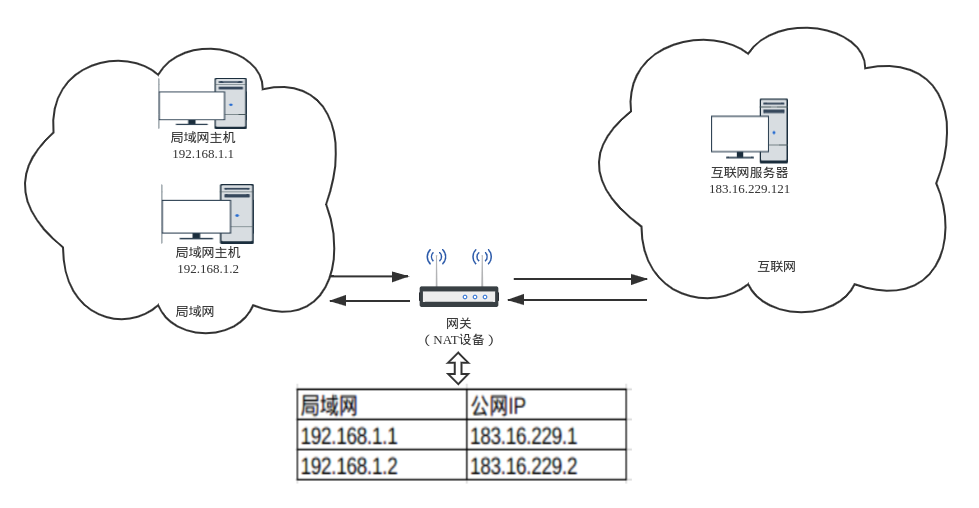 局域网主机
192.168.1.1
局域网主机
192.168.1.2
局域网
互联网服务器
183.16.229.121
互联网
网关
（NAT设备）
局域网 公网IP
192.168.1.1 183.16.229.1
192.168.1.2 183.16.229.2